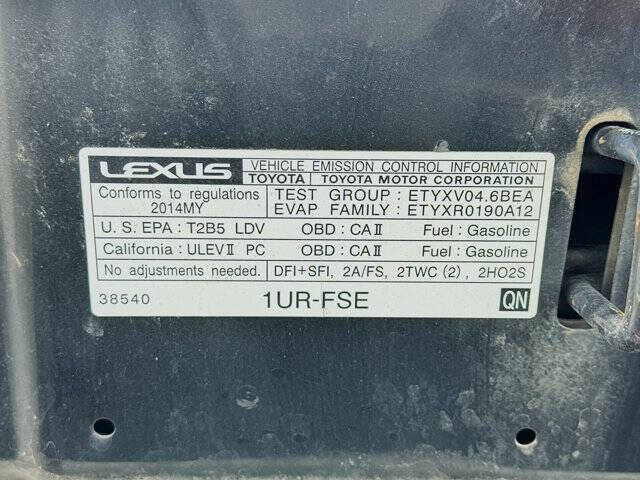 LEXUS VEHICLE EMISSION CONTROL INFORMATION
TOYOTA TOYOTA MOTOR CORPORATION
Conforms to regulations
2014MY
TEST GROUP : ETYXV04.6BEA
EVAP FAMILY : ETYXR0190A12
U.S. EPA : T2B5 LDV OBD : CAⅡ Fuel : Gasoline
California : ULEVⅡ PC OBD : CAⅡ Fuel : Gasoline
No adjustments needed. DFI+SFI, 2A/FS, 2TWC (2), 2HO2S
38540 1UR-FSE QN